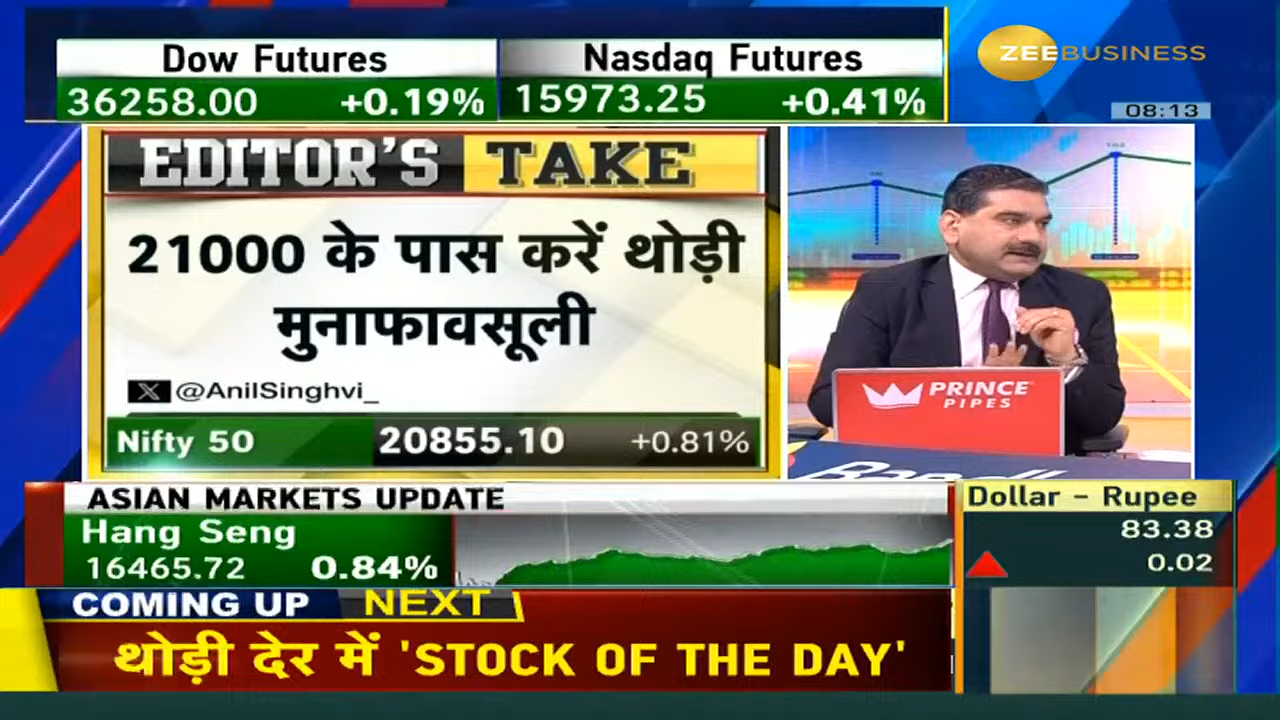 Dow Futures
36258.00 +0.19%
Nasdaq Futures
15973.25 +0.41%
ZEEBUSINESS
08:13
EDITOR'S TAKE
21000 के पास करें थोड़ी
मुनाफावसूली
X @AnilSinghvi_
Nifty 50 20855.10 +0.81%
PRINCE
PIPES
ASIAN MARKETS UPDATE
Hang Seng
16465.72 0.84%
Dollar - Rupee
83.38
0.02
COMING UP NEXT
थोड़ी देर में 'STOCK OF THE DAY'